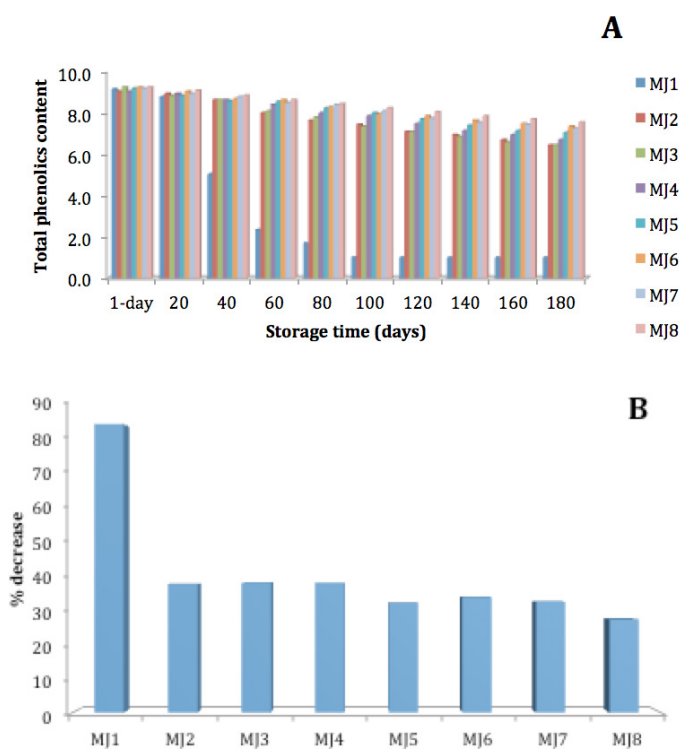 A
Total phenolics content
10.0
8.0
6.0
4.0
2.0
0.0
1-day 20 40 60 80 100 120 140 160 180
Storage time (days)
MJ1
MJ2
MJ3
MJ4
MJ5
MJ6
MJ7
MJ8
B
% decrease
90
80
70
60
50
40
30
20
10
0
MJ1 MJ2 MJ3 MJ4 MJ5 MJ6 MJ7 MJ8